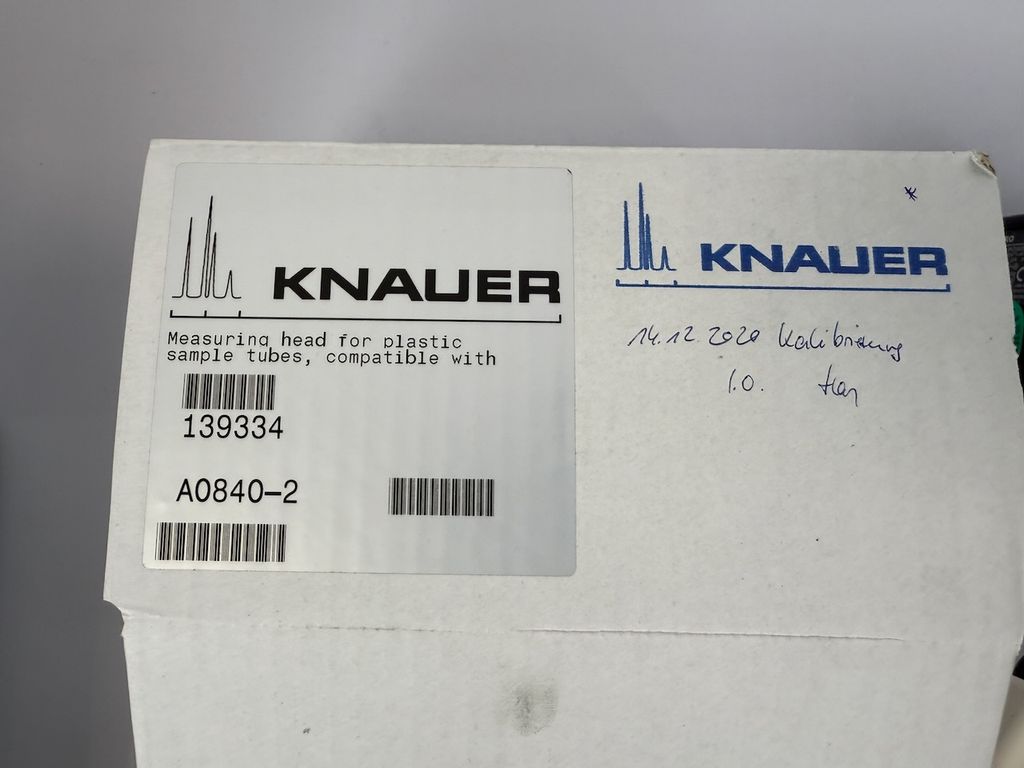 KNAUER
Measuring head for plastic
sample tubes, compatible with
139334
A0840-2
KNAUER
14.12.2020 Kalibrierung
I.O.